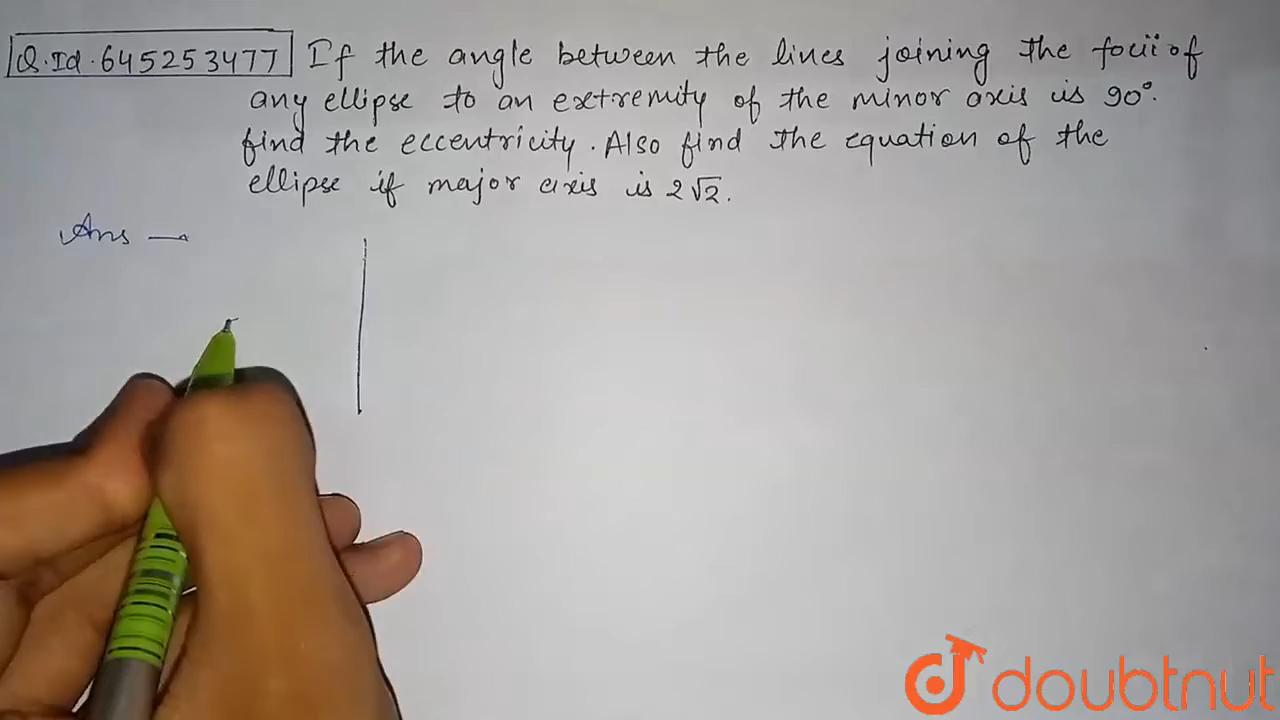 Q.Id.645253477 If the angle between the lines joining the focii of
any ellipse to an extremity of the minor axis is 90°.
find the eccentricity. Also find the equation of the
ellipse if major axis is 2√2.
Ans →
doubtnut